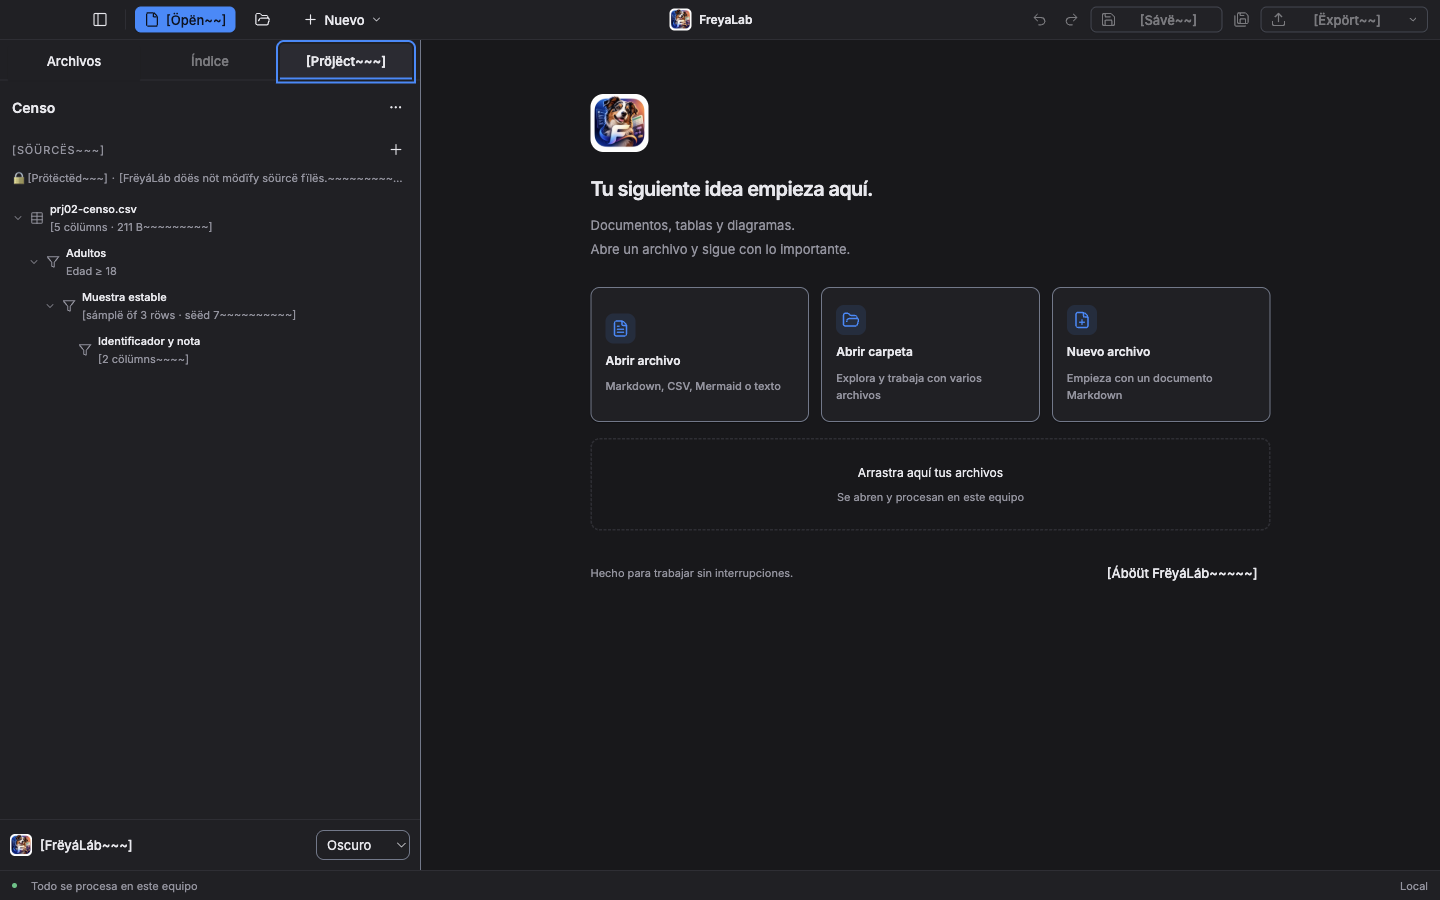 [Öpën~~]
Nuevo
FreyaLab
[Sávë~~]
[Ëxpört~~]
Archivos
Índice
[Pröjëct~~~]
Censo
[SÖÜRCËS~~~]
[Prötëctëd~~~] · [FrëyáLáb döës nöt mödïfy söürcë fïlës.~~~~~~~~~...
prj02-censo.csv
[5 cölümns · 211 B~~~~~~~~~]
Adultos
Edad ≥ 18
Muestra estable
[sámplë öf 3 röws · sëëd 7~~~~~~~~~~]
Identificador y nota
[2 cölümns~~~~]
[FrëyáLáb~~~]
Oscuro
Tu siguiente idea empieza aquí.
Documentos, tablas y diagramas.
Abre un archivo y sigue con lo importante.
Abrir archivo
Markdown, CSV, Mermaid o texto
Abrir carpeta
Explora y trabaja con varios
archivos
Nuevo archivo
Empieza con un documento
Markdown
Arrastra aquí tus archivos
Se abren y procesan en este equipo
Hecho para trabajar sin interrupciones.
[Áböüt FrëyáLáb~~~~~]
Todo se procesa en este equipo
Local